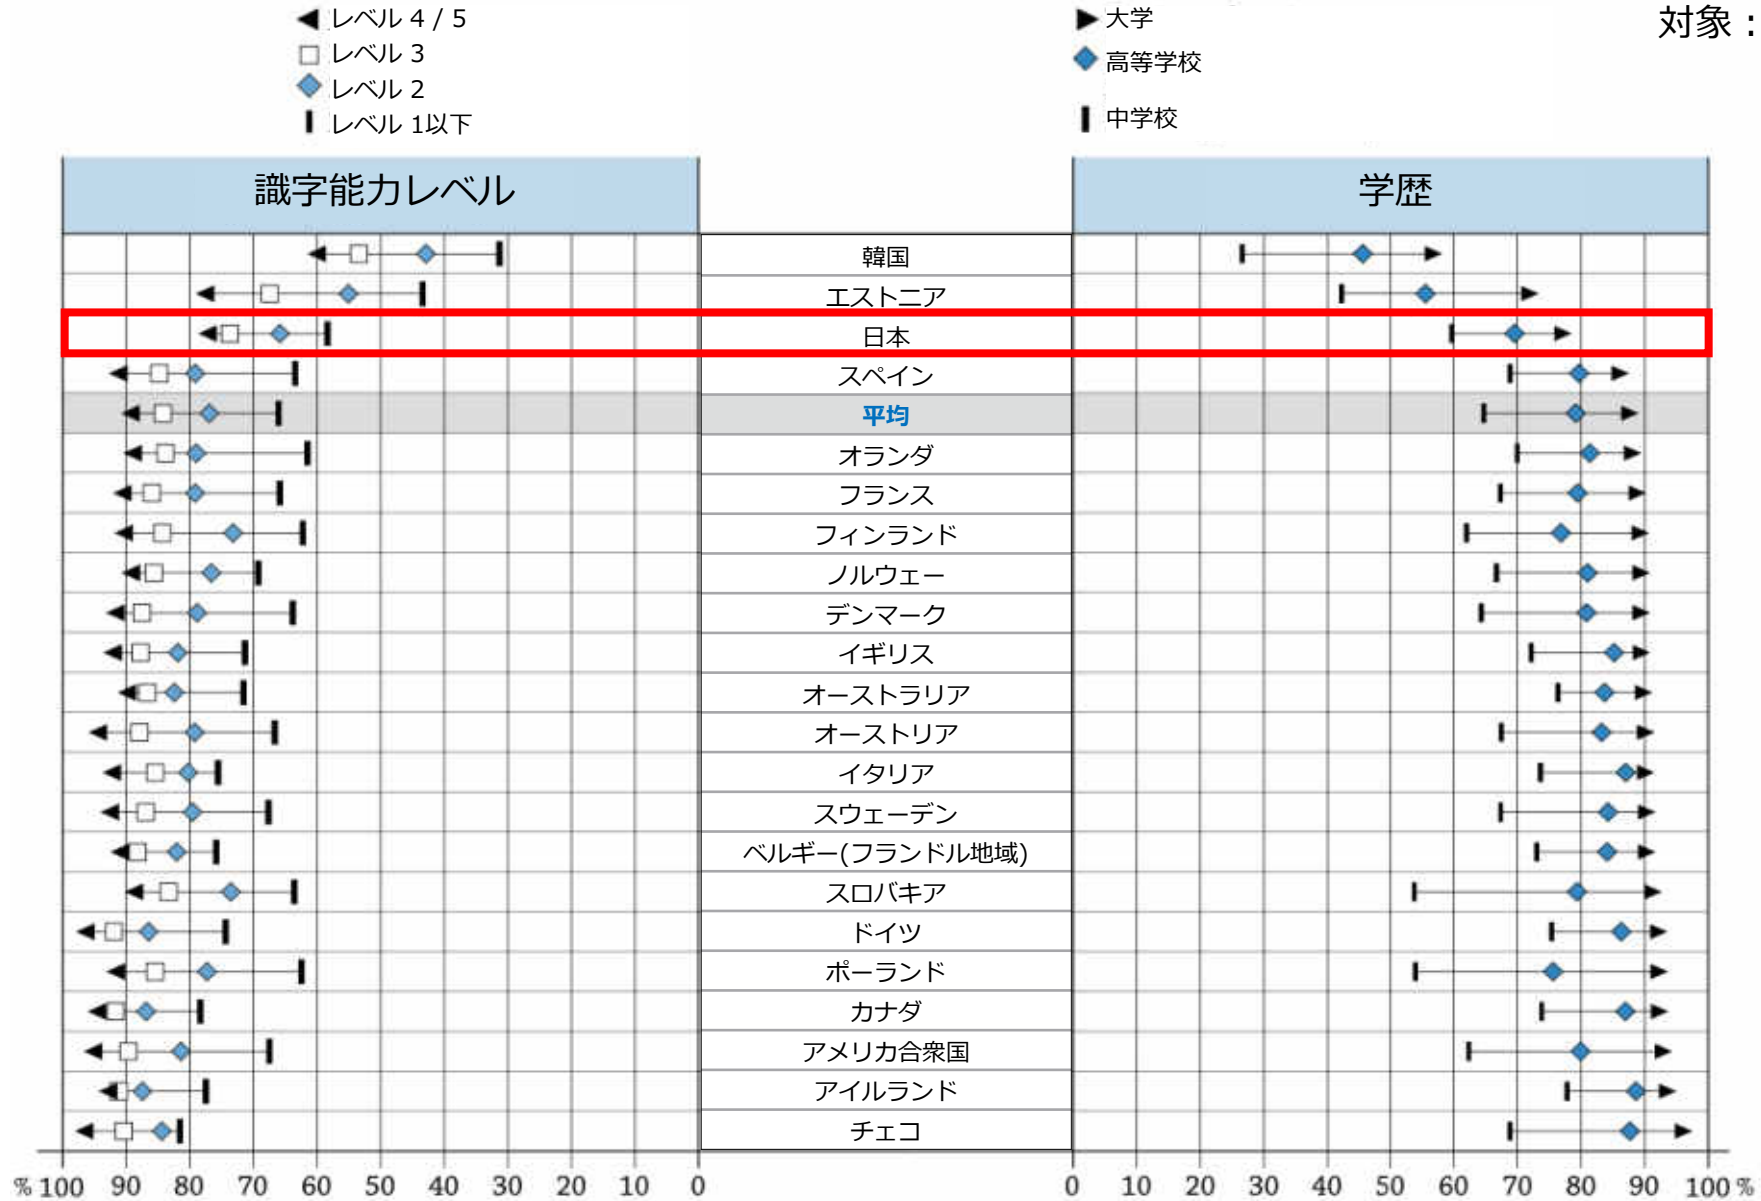 レベル 4 / 5
レベル 3
レベル 2
レベル 1以下
大学
高等学校
中学校
対象：
識字能力レベル
学歴
韓国
エストニア
日本
スペイン
平均
オランダ
フランス
フィンランド
ノルウェー
デンマーク
イギリス
オーストラリア
オーストリア
イタリア
スウェーデン
ベルギー(フランドル地域)
スロバキア
ドイツ
ポーランド
カナダ
アメリカ合衆国
アイルランド
チェコ
% 100 90 80 70 60 50 40 30 20 10 0
0 10 20 30 40 50 60 70 80 90 100 %